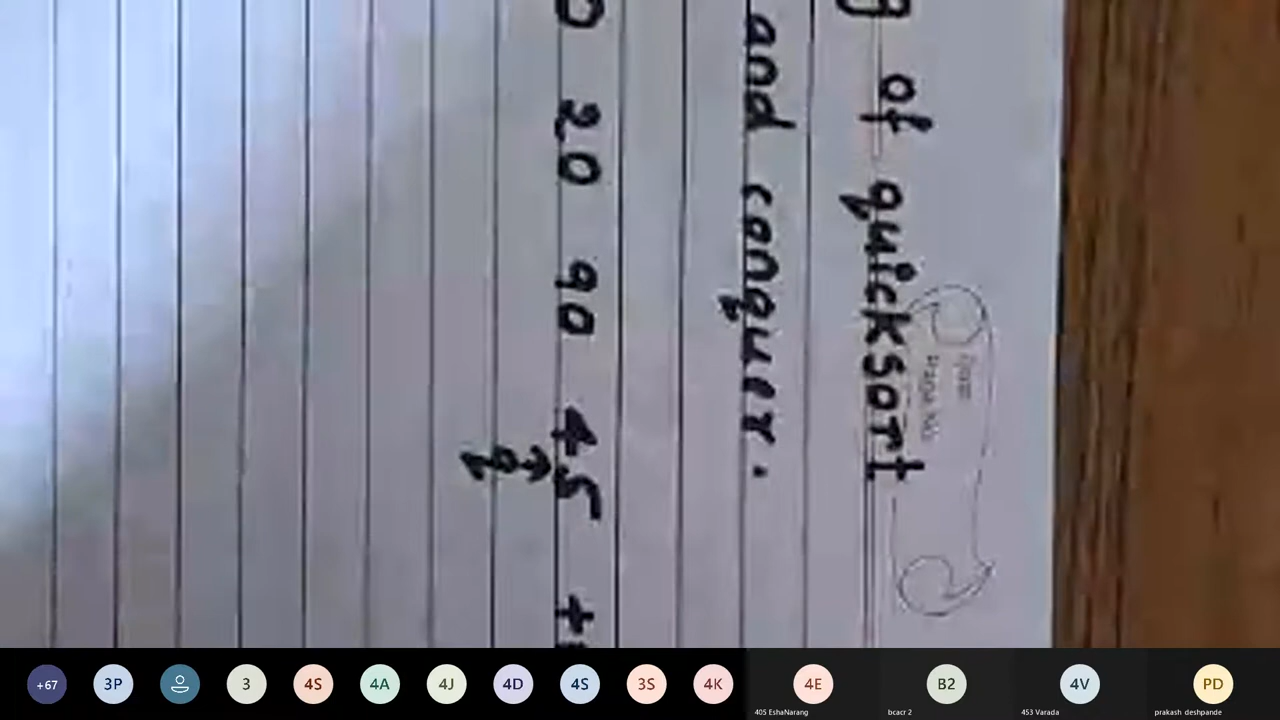 of quicksort
and conquer.
20 90 45 +
+67
3P
3
4S
4A
4J
4D
4S
3S
4K
4E
B2
4V
PD
405 EshaNarang
bcacr 2
453 Varada
prakash deshpande